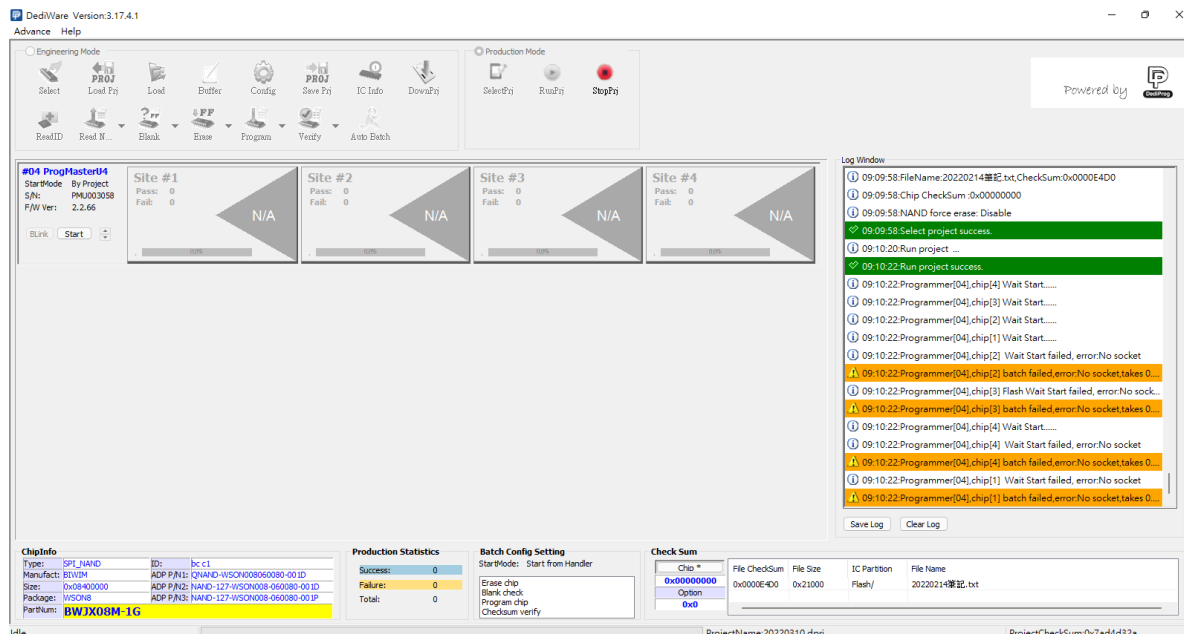 DediWare Version:3.17.4.1
Advance Help
Engineering Mode
Production Mode
PROJ
PROJ
Select Load Prj Load Buffer Config Save Prj IC Info DownPrj
SelectPrj RunPrj StopPrj
Powered by DediProg
ReadID Read N... Blank Erase Program Verify Auto Batch
#04 ProgMasterU4
StartMode By Project
S/N: PMU003058
F/W Ver: 2.2.66
BLink Start
Site #1
Pass: 0
Fail: 0
N/A
0.0%
Site #2
Pass: 0
Fail: 0
N/A
0.0%
Site #3
Pass: 0
Fail: 0
N/A
0.0%
Site #4
Pass: 0
Fail: 0
N/A
0.0%
Log Window
09:09:58:FileName:20220214筆記.txt,CheckSum:0x0000E4D0
09:09:58:Chip CheckSum :0x00000000
09:09:58:NAND force erase: Disable
09:09:58:Select project success.
09:10:20:Run project ...
09:10:22:Run project success.
09:10:22:Programmer[04],chip[4] Wait Start......
09:10:22:Programmer[04],chip[3] Wait Start......
09:10:22:Programmer[04],chip[2] Wait Start......
09:10:22:Programmer[04],chip[1] Wait Start......
09:10:22:Programmer[04],chip[2] Wait Start failed, error:No socket
09:10:22:Programmer[04],chip[2] batch failed,error:No socket,takes 0....
09:10:22:Programmer[04],chip[3] Flash Wait Start failed, error:No sock...
09:10:22:Programmer[04],chip[3] batch failed,error:No socket,takes 0....
09:10:22:Programmer[04],chip[4] Wait Start......
09:10:22:Programmer[04],chip[4] Wait Start failed, error:No socket
09:10:22:Programmer[04],chip[4] batch failed,error:No socket,takes 0....
09:10:22:Programmer[04],chip[1] Wait Start failed, error:No socket
09:10:22:Programmer[04],chip[1] batch failed,error:No socket,takes 0....
Save Log Clear Log
ChipInfo
Type: SPI_NAND ID: bc c1
Manufact: BIWIM ADP P/N1: QNAND-WSON008060080-001D
Size: 0x08400000 ADP P/N2: NAND-127-WSON008-060080-001D
Package: WSON8 ADP P/N3: NAND-127-WSON008-060080-001P
PartNum: BWJX08M-1G
Production Statistics
Success: 0
Failure: 0
Total: 0
Batch Config Setting
StartMode: Start from Handler
Erase chip
Blank check
Program chip
Checksum verify
Check Sum
Chip *
0x00000000
Option
0x0
File CheckSum File Size IC Partition File Name
0x0000E4D0 0x21000 Flash/ 20220214筆記.txt
Idle
ProjectName:20220310.dprj
ProjectCheckSum:0x7ad4d32a